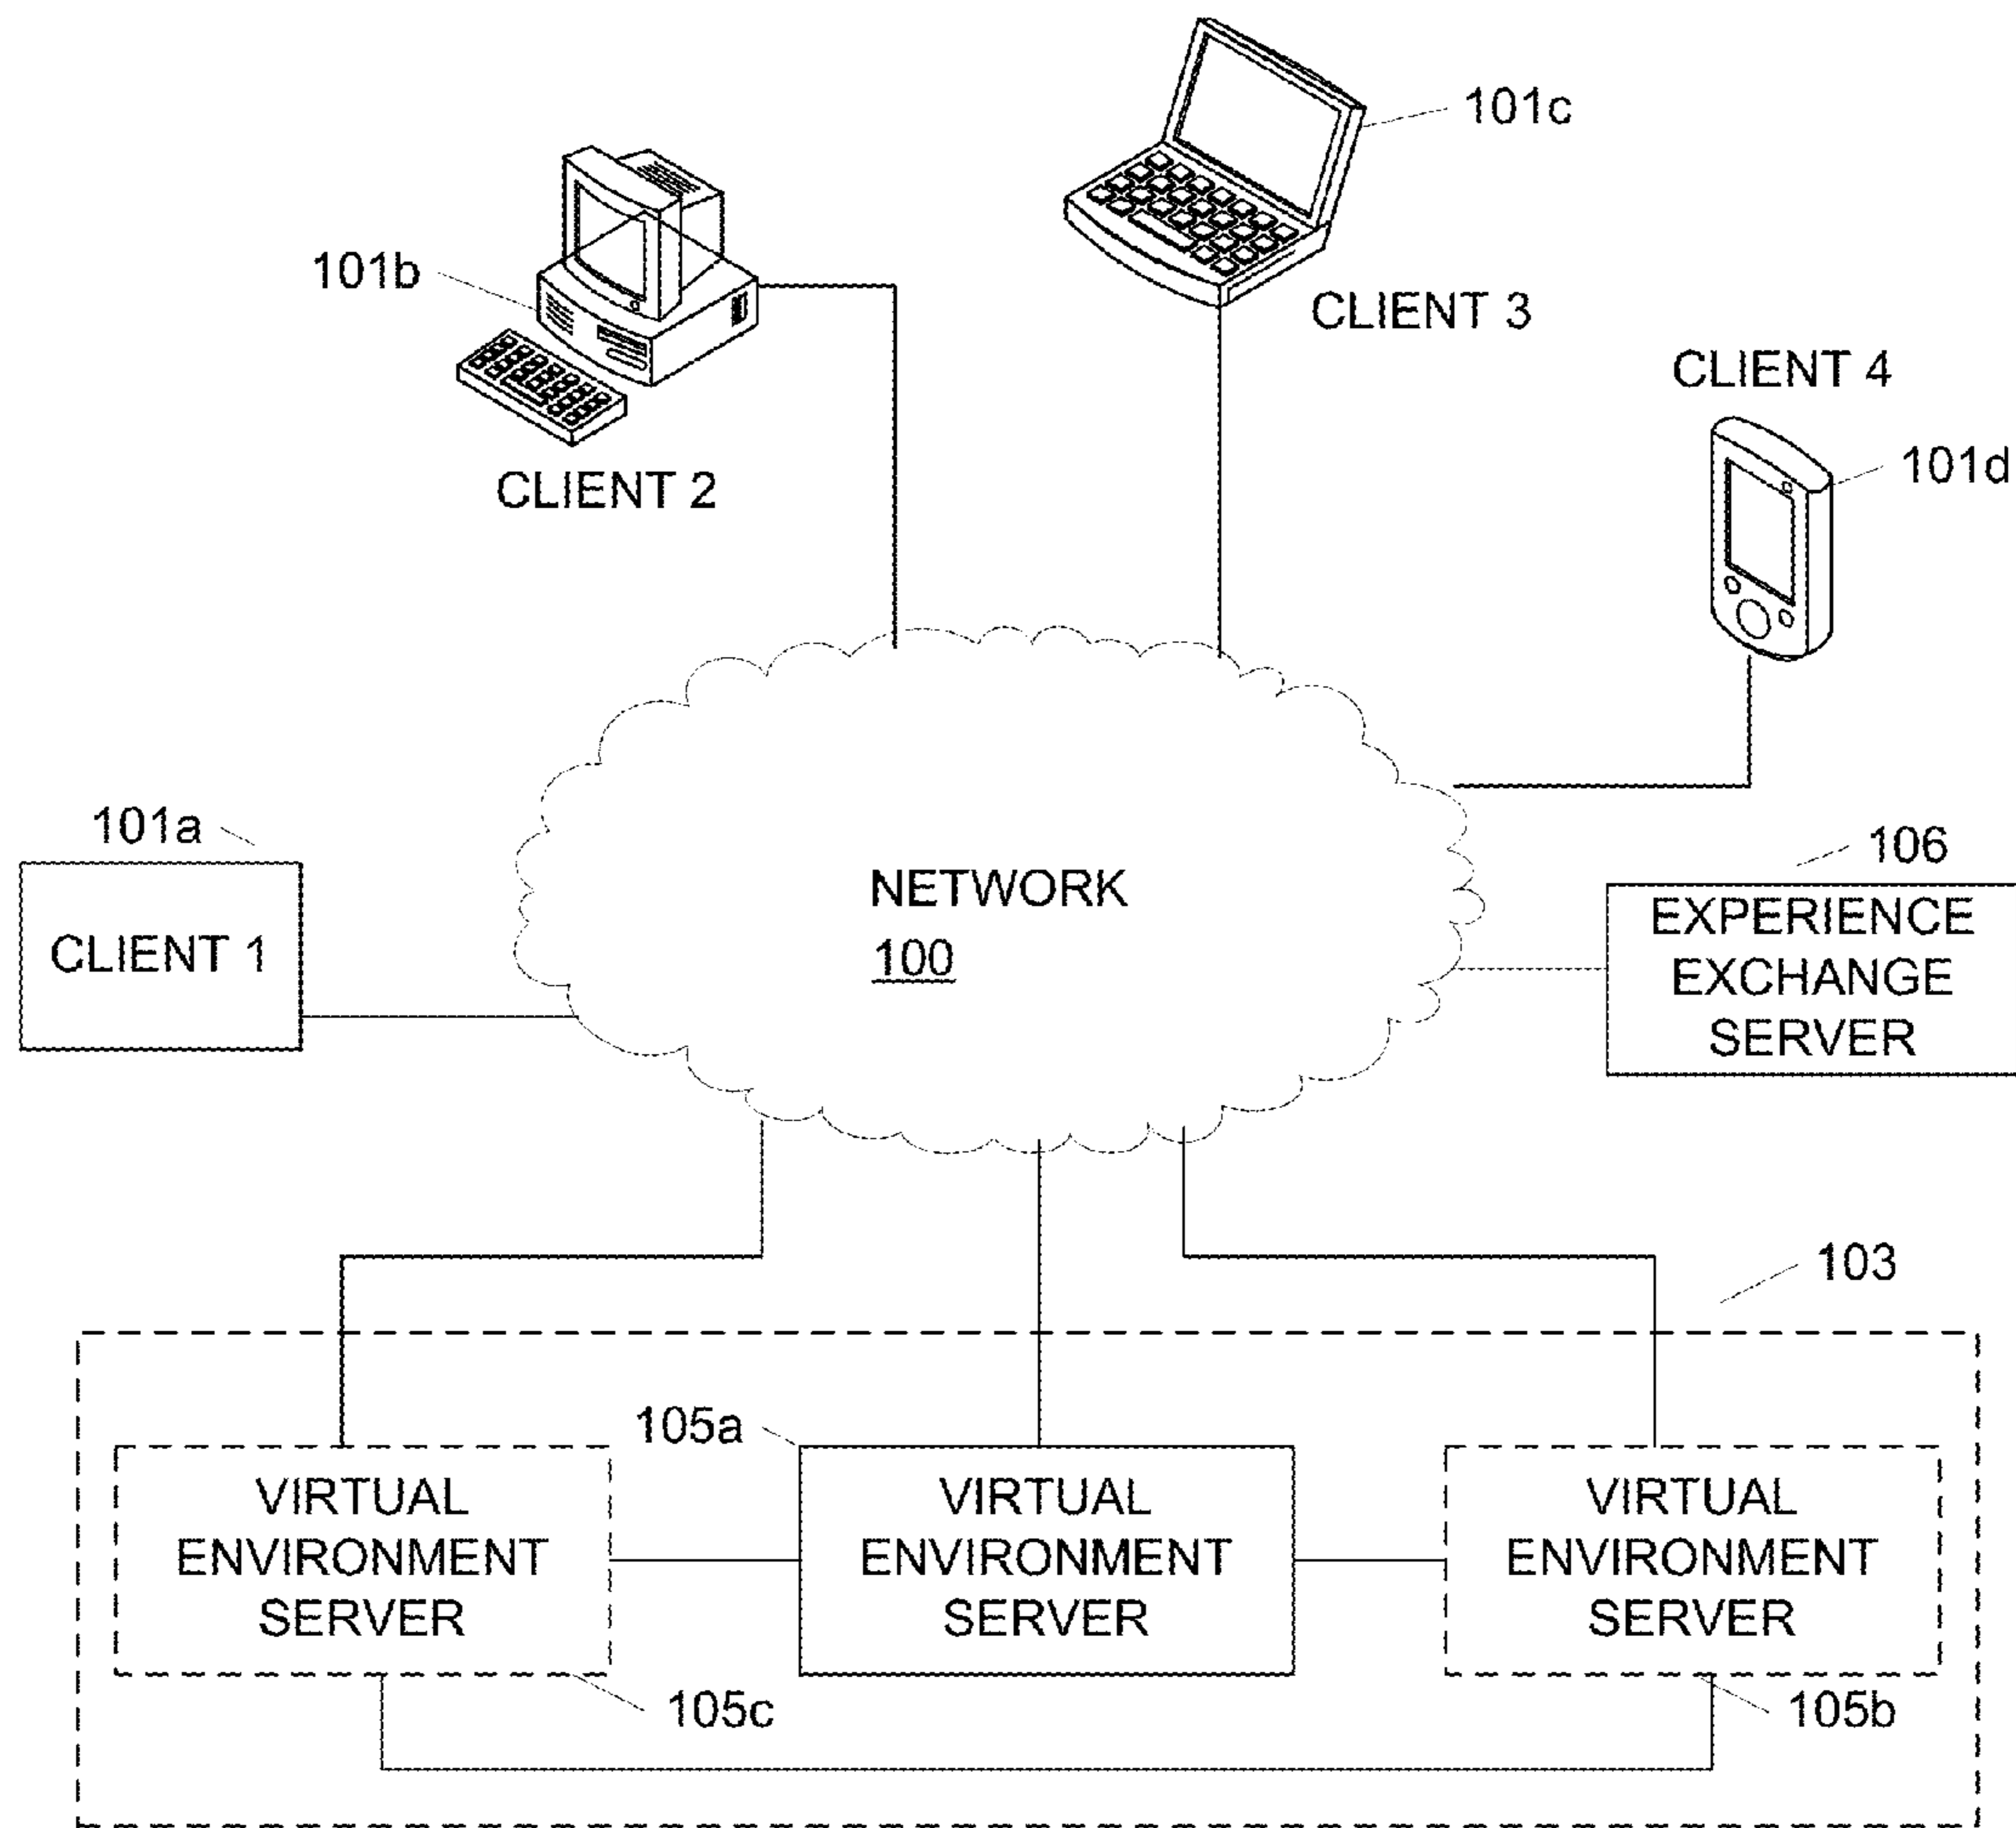 101c
101b
CLIENT 3
CLIENT 4
CLIENT 2
101d
101a
106
NETWORK
100
CLIENT 1
EXPERIENCE
EXCHANGE
SERVER
103
105a
VIRTUAL
ENVIRONMENT
SERVER
VIRTUAL
ENVIRONMENT
SERVER
VIRTUAL
ENVIRONMENT
SERVER
105c
105b